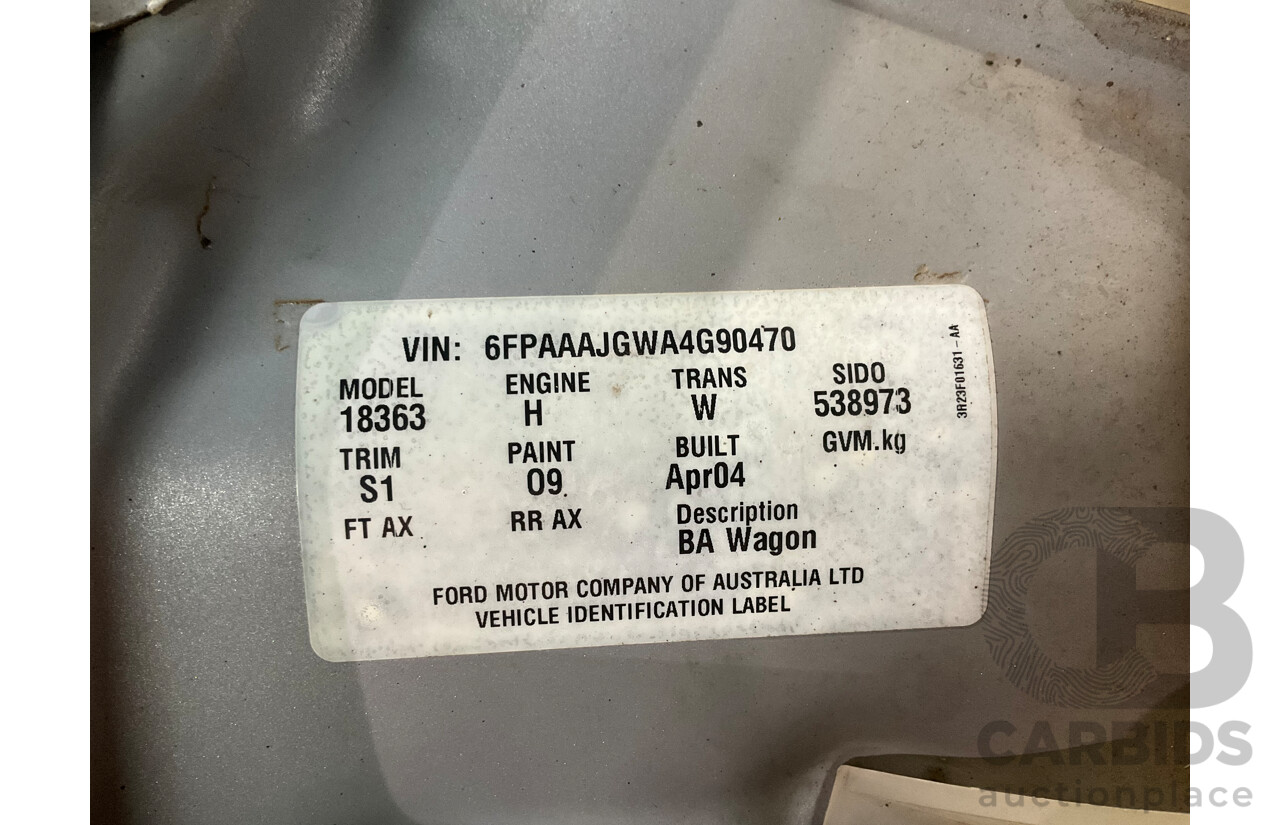 VIN: 6FPAAAJGWA4G90470
MODEL ENGINE TRANS SIDO
18363 H W 538973
TRIM PAINT BUILT GVM.kg
S1 09 Apr04
FT AX RR AX Description
BA Wagon
FORD MOTOR COMPANY OF AUSTRALIA LTD
VEHICLE IDENTIFICATION LABEL
3R23F01631-AA
CB
CARBIDS
auctionplace